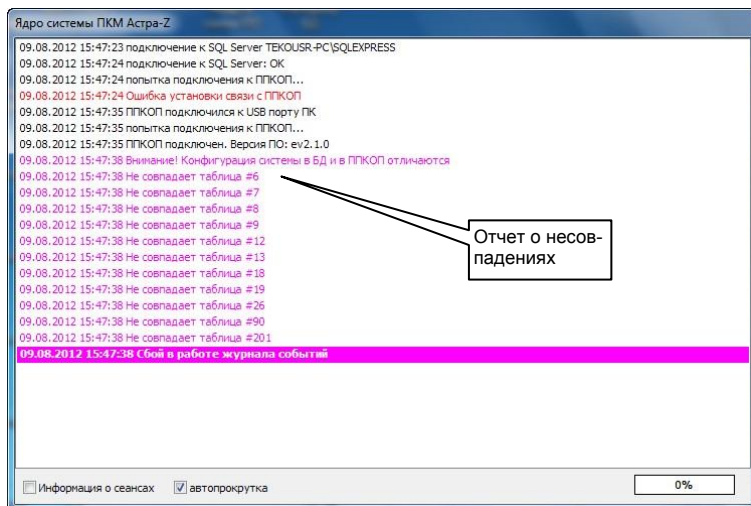 Ядро системы ПКМ Астра-Z
09.08.2012 15:47:23 подключение к SQL Server TEKOUSR-PC\SQLEXPRESS
09.08.2012 15:47:24 подключение к SQL Server: OK
09.08.2012 15:47:24 попытка подключения к ППКОП...
09.08.2012 15:47:24 Ошибка установки связи с ППКОП
09.08.2012 15:47:35 ППКОП подключился к USB порту ПК
09.08.2012 15:47:35 попытка подключения к ППКОП...
09.08.2012 15:47:35 ППКОП подключен. Версия ПО: ev2.1.0
09.08.2012 15:47:38 Внимание! Конфигурация системы в БД и в ППКОП отличаются
09.08.2012 15:47:38 Не совпадает таблица #6
09.08.2012 15:47:38 Не совпадает таблица #7
09.08.2012 15:47:38 Не совпадает таблица #8
09.08.2012 15:47:38 Не совпадает таблица #9
09.08.2012 15:47:38 Не совпадает таблица #12
09.08.2012 15:47:38 Не совпадает таблица #13
09.08.2012 15:47:38 Не совпадает таблица #18
09.08.2012 15:47:38 Не совпадает таблица #19
09.08.2012 15:47:38 Не совпадает таблица #26
09.08.2012 15:47:38 Не совпадает таблица #90
09.08.2012 15:47:38 Не совпадает таблица #201
09.08.2012 15:47:38 Сбой в работе журнала событий
Отчет о несов-
падениях
Информация о сеансах автопрокрутка 0%